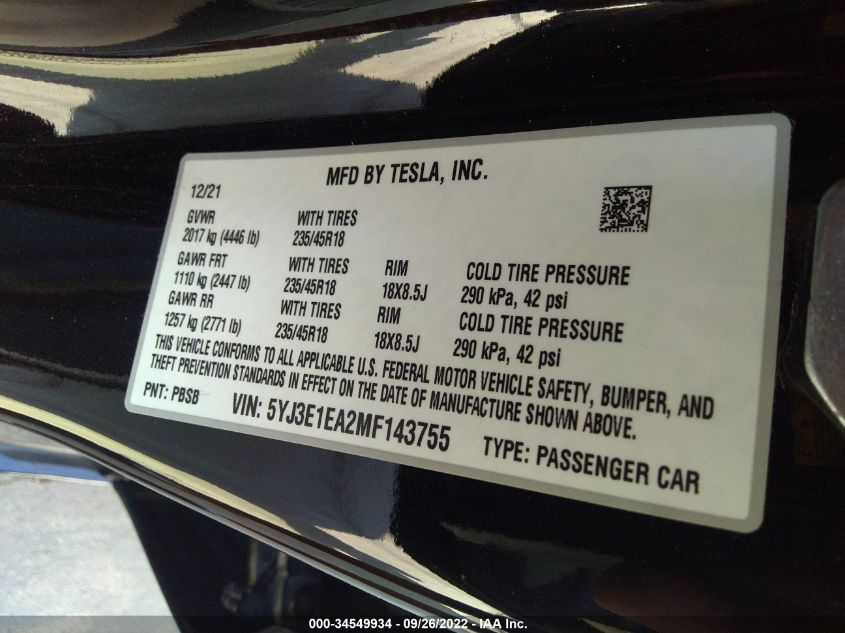 MFD BY TESLA, INC.
12/21
GVWR WITH TIRES
2017 kg (4446 lb) 235/45R18
GAWR FRT WITH TIRES RIM COLD TIRE PRESSURE
1110 kg (2447 lb) 235/45R18 18X8.5J 290 kPa, 42 psi
GAWR RR WITH TIRES RIM COLD TIRE PRESSURE
1257 kg (2771 lb) 235/45R18 18X8.5J 290 kPa, 42 psi
THIS VEHICLE CONFORMS TO ALL APPLICABLE U.S. FEDERAL MOTOR VEHICLE SAFETY, BUMPER, AND
THEFT PREVENTION STANDARDS IN EFFECT ON THE DATE OF MANUFACTURE SHOWN ABOVE.
PNT: PBSB VIN: 5YJ3E1EA2MF143755 TYPE: PASSENGER CAR
000-34549934 - 09/26/2022 - IAA Inc.